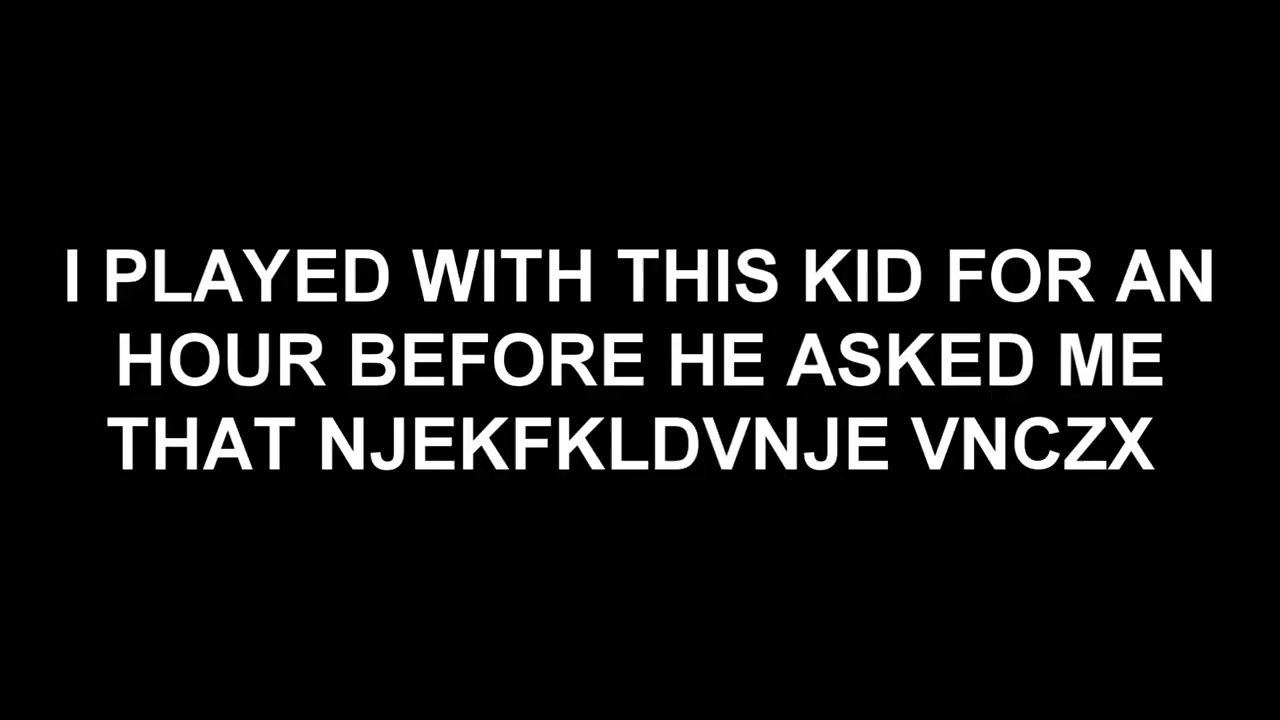 I PLAYED WITH THIS KID FOR AN
HOUR BEFORE HE ASKED ME
THAT NJEKFKLDVNJE VNCZX